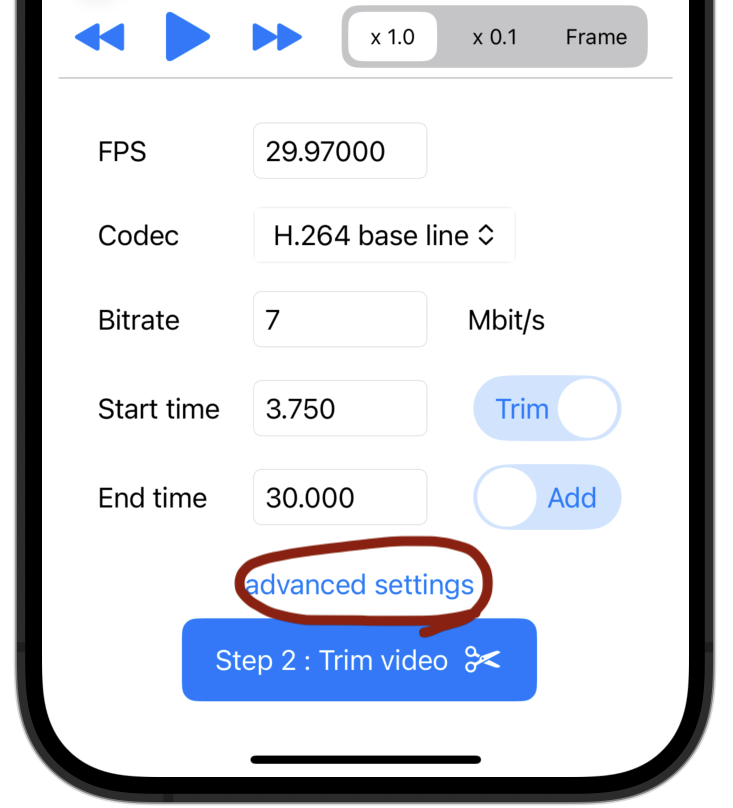 x 1.0 x 0.1 Frame
FPS 29.97000
Codec H.264 base line
Bitrate 7 Mbit/s
Start time 3.750 Trim
End time 30.000 Add
advanced settings
Step 2 : Trim video